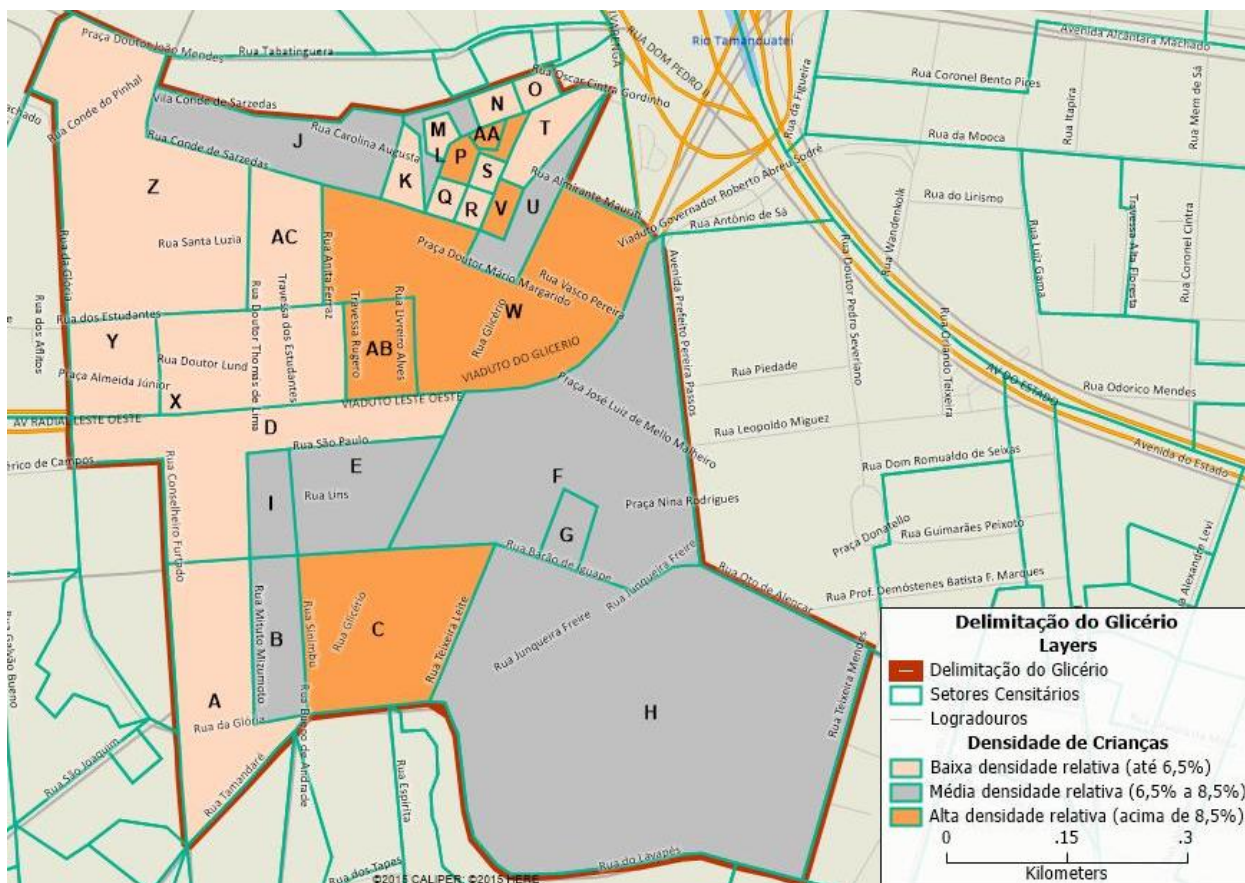 Praça Doutor João Mendes
Rua Tabatinguera
IPIRANGA
RUA DOM PEDRO II
Rio Tamanduateí
Avenida Alcantara Machado
Rua Oscar Cintra Gordinho
Rua da Figueira
Rua Coronel Bento Pires
Rua Itapira
Rua Mem de Sá
achado
Rua Conde do Pinhal
Vila Conde de Sarzedas
Rua Conde de Sarzedas
Rua Carolina Augusta
Rua da Mooca
J
N
O
M
AA
T
L
P
S
K
Q
R
V
U
Rua Almirante Mauriti
Viaduto Governador Roberto Abreu Sodré
Rua Antônio de Sá
Rua Wandenkolk
Rua do Lirismo
Rua Luiz Gama
Travessa Alta Floresta
Rua Coronel Cintra
Z
Rua da Glória
Rua Santa Luzia
AC
Rua Anita Ferraz
Praça Doutor Mário Margarido
Rua Vasco Pereira
Avenida Prefeito Pereira Passos
Rua Doutor Pedro Severiano
Rua Orlando Teixeira
Rua dos Aflitos
Rua dos Estudantes
Y
Rua Doutor Lund
Praça Almeida Júnior
X
Rua Doutor Thomas de Lima
Travessa dos Estudantes
Travessa Rugero
Rua Livreiro Alves
AB
Rua Glicério
W
VIADUTO DO GLICERIO
VIADUTO LESTE OESTE
AV RADIAL LESTE OESTE
Praça José Luiz de Mello Malheiro
Rua Piedade
AV DO ESTADO
Rua Odorico Mendes
Rua Leopoldo Miguez
Avenida do Estado
D
Rua São Paulo
érico de Campos
Rua Conselheiro Furtado
E
I
Rua Lins
F
G
Praça Nina Rodrigues
Rua Dom Romualdo de Seixas
Rua Guimarães Peixoto
Praça Donatello
Rua Barão de Iguape
Rua Junqueira Freire
Rua Oto de Alencar
Rua Prof. Demóstenes Batista F. Marques
a Alexandre Levi
Rua Galvão Bueno
Rua Mituto Mizumoto
B
Rua Sinimbu
Rua Glicério
C
Rua Teixeira Leite
Rua Junqueira Freire
A
Rua da Glória
H
Rua Teixeira Mendes
Rua São Joaquim
Rua Tamandaré
Rua Bueno de Andrade
Rua Espirita
Rua dos Tapes
Rua do Lavapés
©2015 CALIPER; ©2015 HERE
Delimitação do Glicério
Layers
Delimitação do Glicério
Setores Censitários
Logradouros
Densidade de Crianças
Baixa densidade relativa (até 6,5%)
Média densidade relativa (6,5% a 8,5%)
Alta densidade relativa (acima de 8,5%)
0 .15 .3
Kilometers